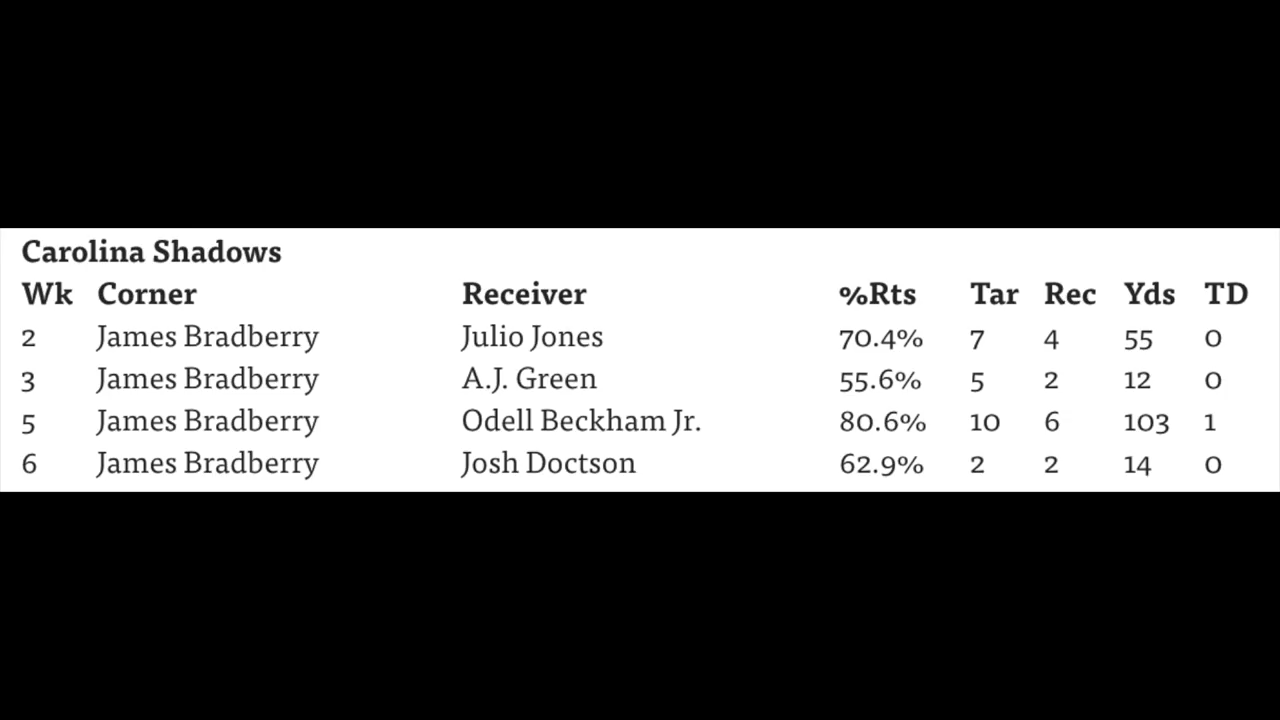 Carolina Shadows
Wk Corner Receiver %Rts Tar Rec Yds TD
2 James Bradberry Julio Jones 70.4% 7 4 55 0
3 James Bradberry A.J. Green 55.6% 5 2 12 0
5 James Bradberry Odell Beckham Jr. 80.6% 10 6 103 1
6 James Bradberry Josh Doctson 62.9% 2 2 14 0